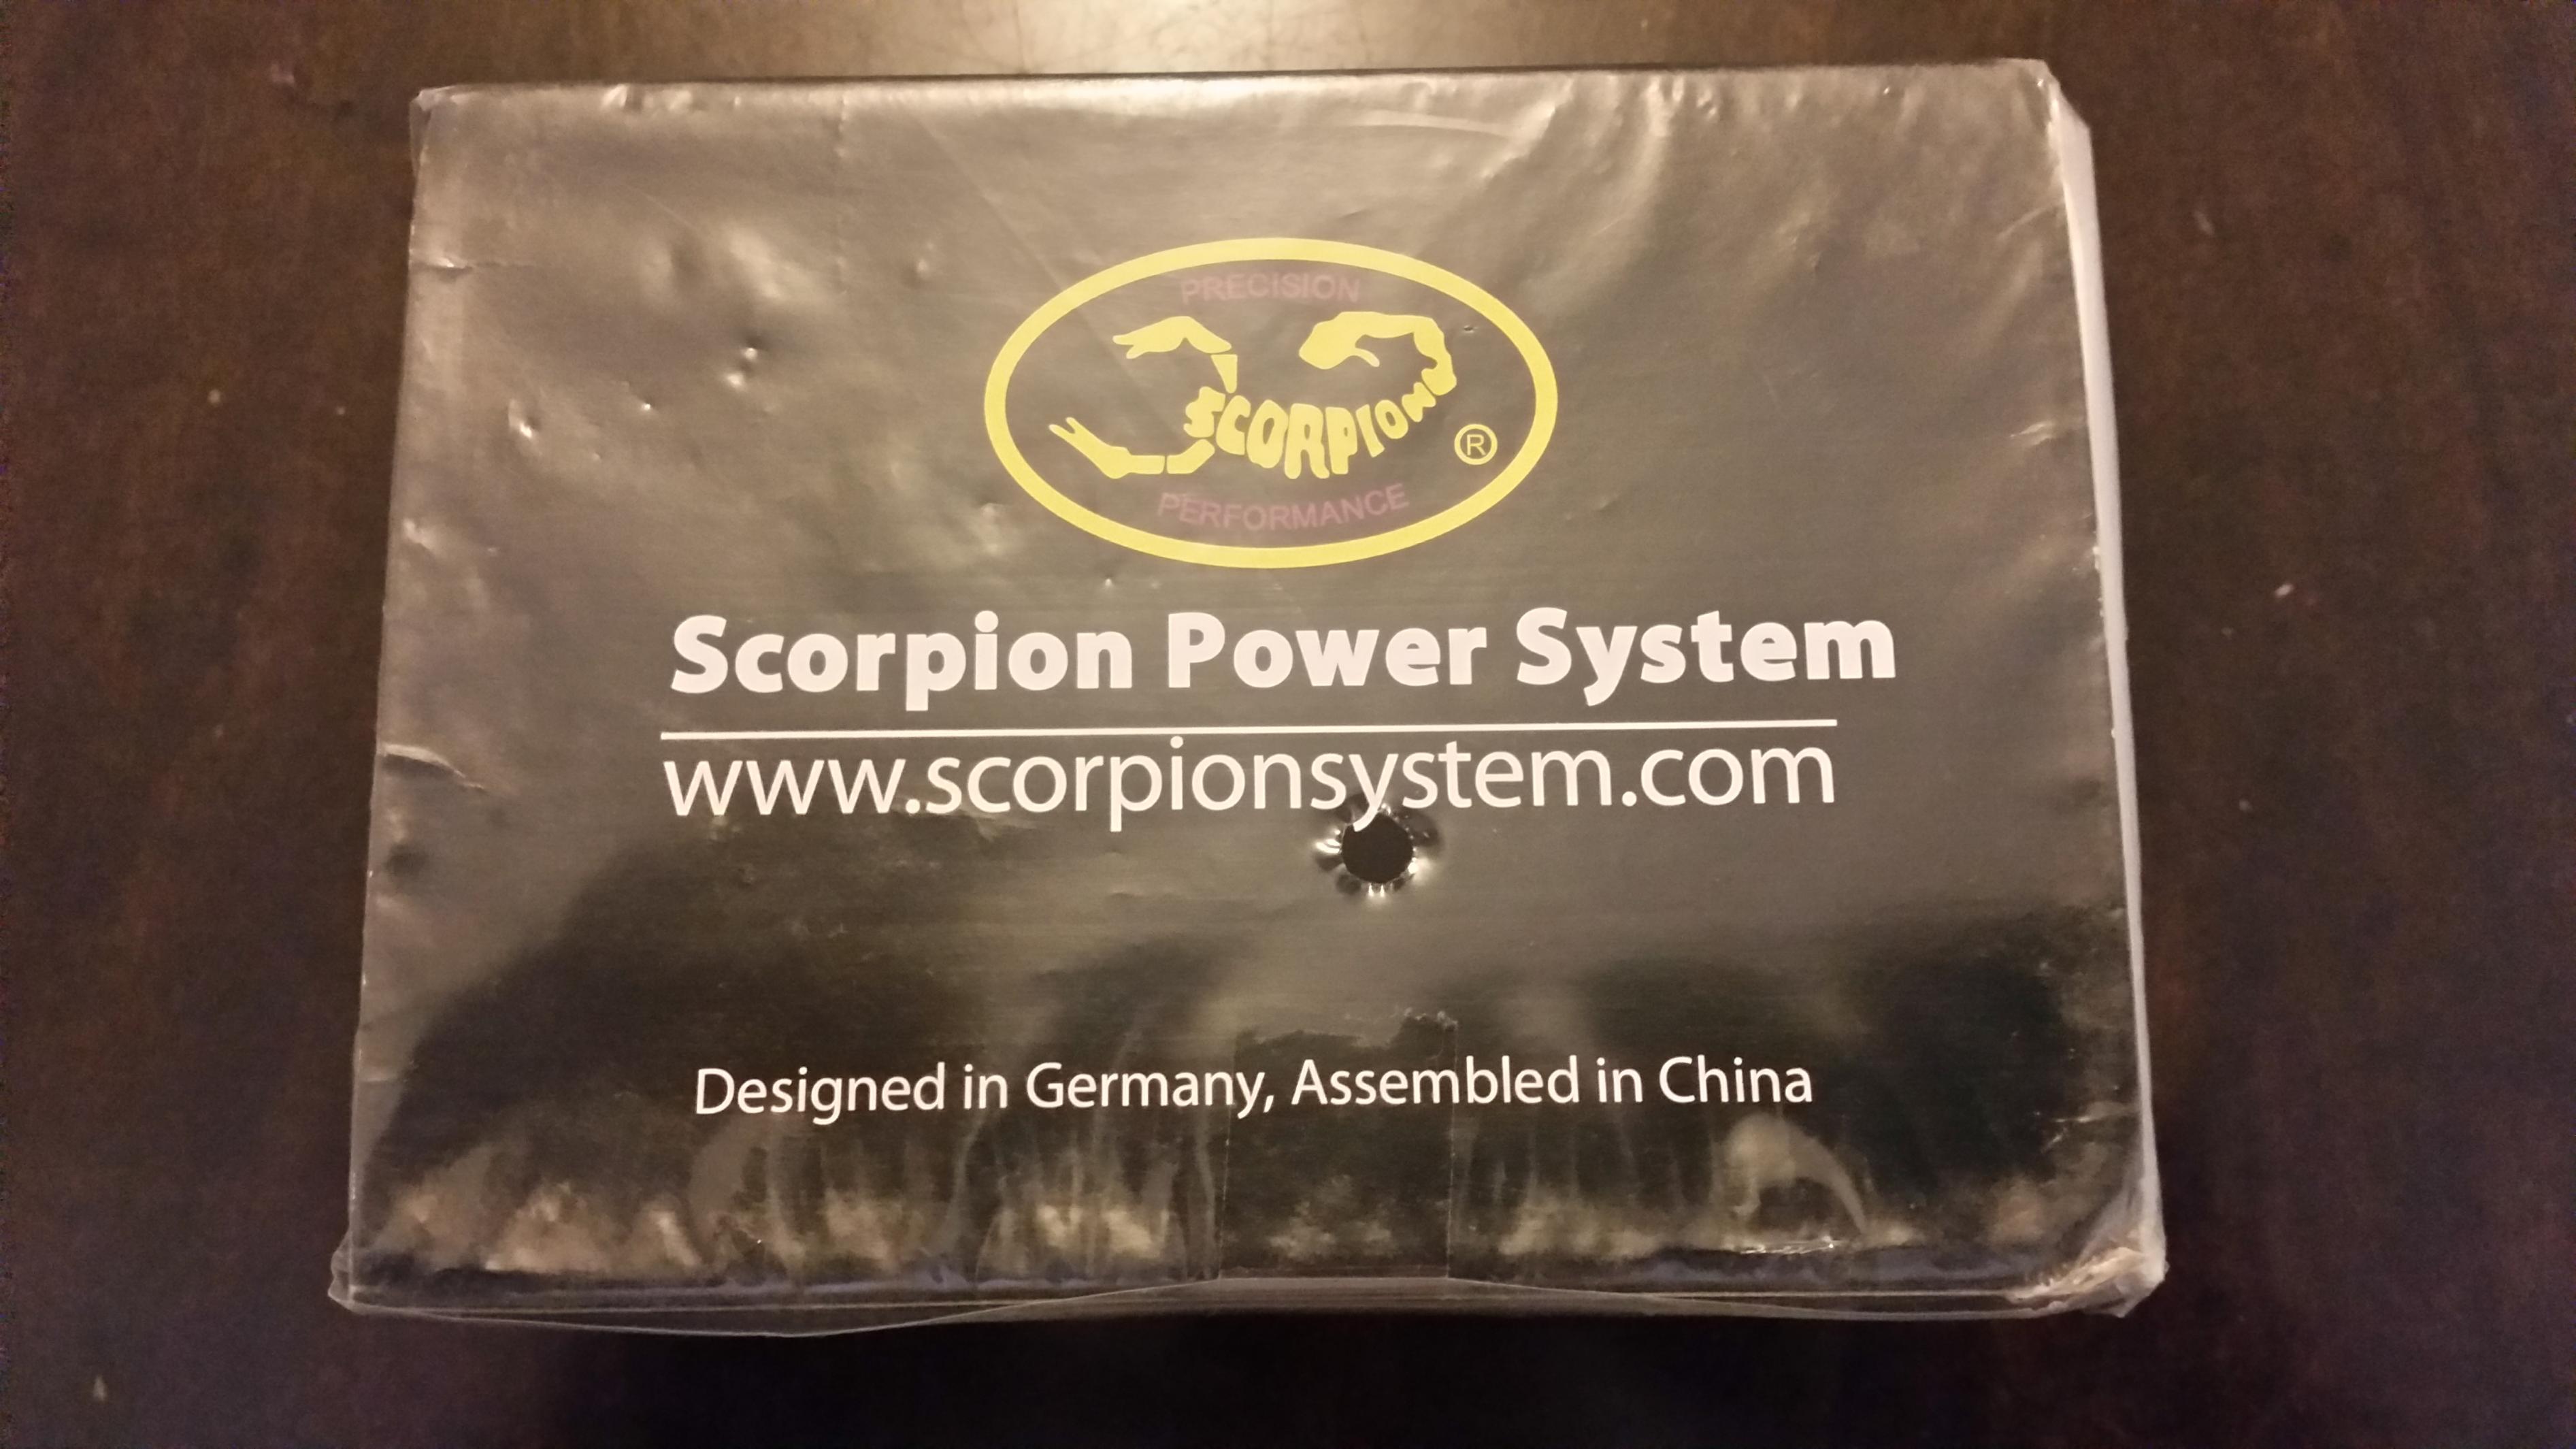 PRECISION
SCORPION
®
PERFORMANCE
Scorpion Power System
www.scorpionsystem.com
Designed in Germany, Assembled in China